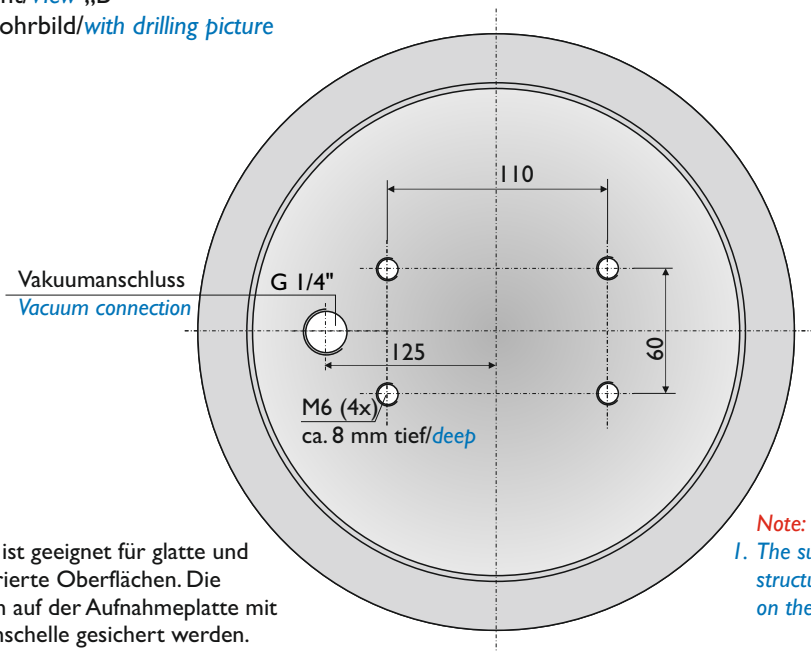 view „B
ohrbild/with drilling picture
110
Vakuumanschluss
Vacuum connection
G 1/4"
125
60
M6 (4x)
ca. 8 mm tief/deep
ist geeignet für glatte und
rierte Oberflächen. Die
auf der Aufnahmeplatte mit
nschelle gesichert werden.
Note:
1. The su
structu
on the